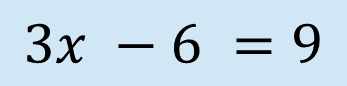 3x − 6 = 9